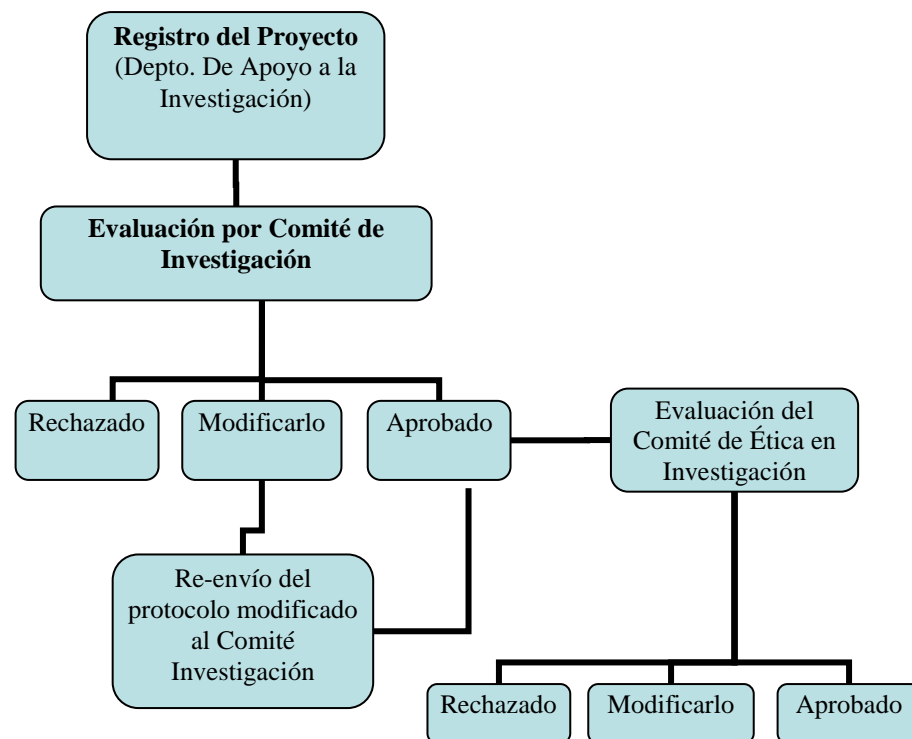 Registro del Proyecto
(Depto. De Apoyo a la
Investigación)
Evaluación por Comité de
Investigación
Rechazado
Modificarlo
Aprobado
Evaluación del
Comité de Ética en
Investigación
Re-envío del
protocolo modificado
al Comité
Investigación
Rechazado
Modificarlo
Aprobado